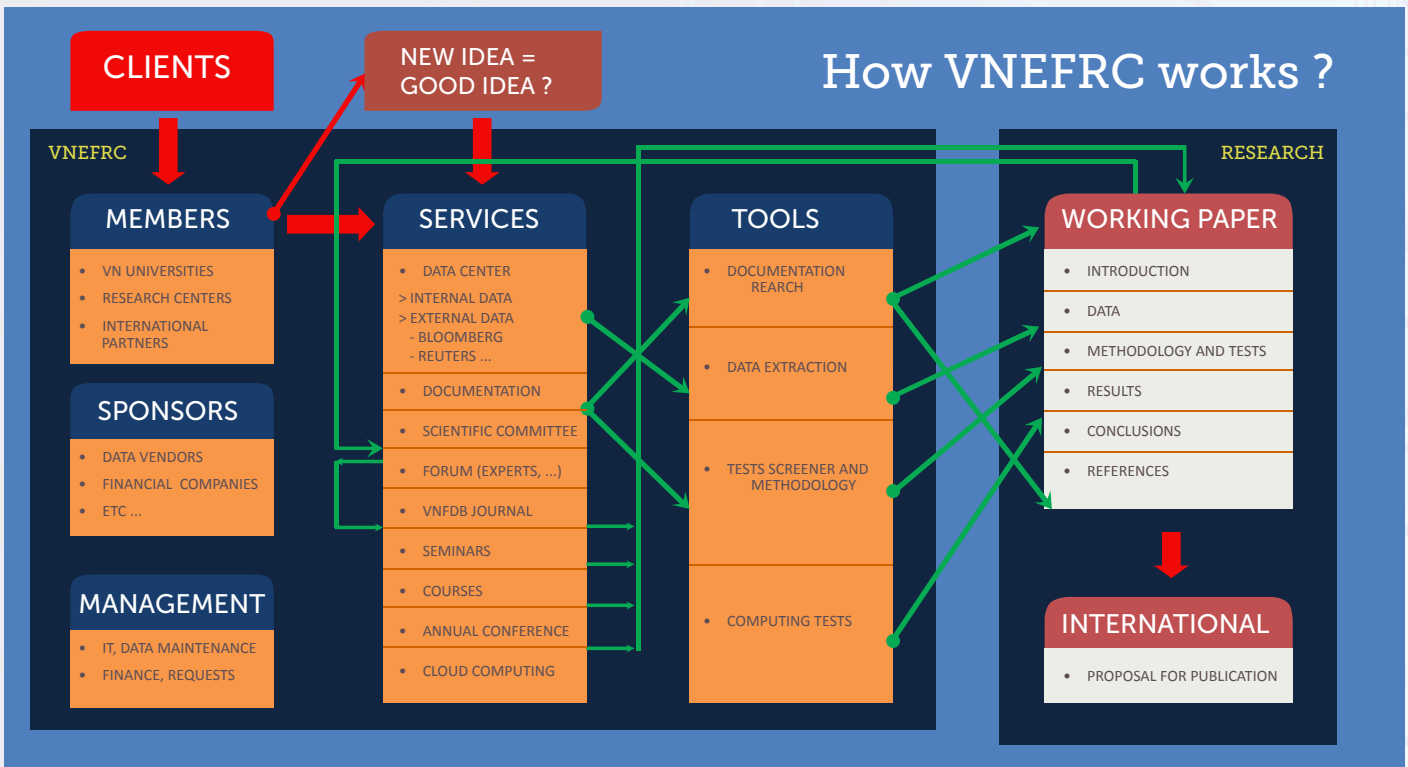 CLIENTS
NEW IDEA =
GOOD IDEA ?
How VNEFRC works ?
VNEFRC
MEMBERS
• VN UNIVERSITIES
• RESEARCH CENTERS
• INTERNATIONAL
PARTNERS
SPONSORS
• DATA VENDORS
• FINANCIAL COMPANIES
• ETC ...
MANAGEMENT
• IT, DATA MAINTENANCE
• FINANCE, REQUESTS
SERVICES
• DATA CENTER
> INTERNAL DATA
> EXTERNAL DATA
- BLOOMBERG
- REUTERS ...
• DOCUMENTATION
• SCIENTIFIC COMMITTEE
• FORUM (EXPERTS, ...)
• VNFDB JOURNAL
• SEMINARS
• COURSES
• ANNUAL CONFERENCE
• CLOUD COMPUTING
TOOLS
• DOCUMENTATION
REARCH
• DATA EXTRACTION
• TESTS SCREENER AND
METHODOLOGY
• COMPUTING TESTS
RESEARCH
WORKING PAPER
• INTRODUCTION
• DATA
• METHODOLOGY AND TESTS
• RESULTS
• CONCLUSIONS
• REFERENCES
INTERNATIONAL
• PROPOSAL FOR PUBLICATION